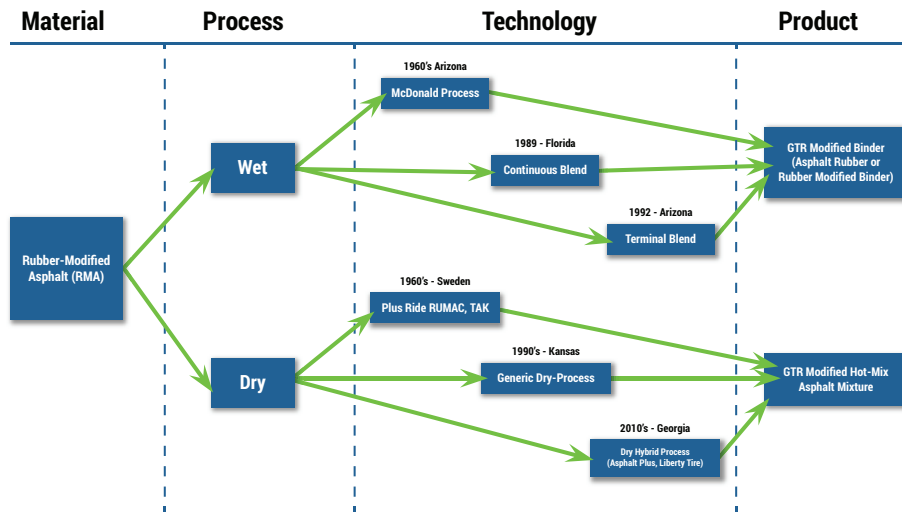 Material
Process
Technology
Product
1960's Arizona
McDonald Process
1989 - Florida
Continuous Blend
1992 - Arizona
Terminal Blend
Wet
GTR Modified Binder
(Asphalt Rubber or
Rubber Modified Binder)
Rubber-Modified
Asphalt (RMA)
1960's - Sweden
Plus Ride RUMAC, TAK
1990's - Kansas
Generic Dry-Process
2010's - Georgia
Dry Hybrid Process
(Asphalt Plus, Liberty Tire)
Dry
GTR Modified Hot-Mix
Asphalt Mixture